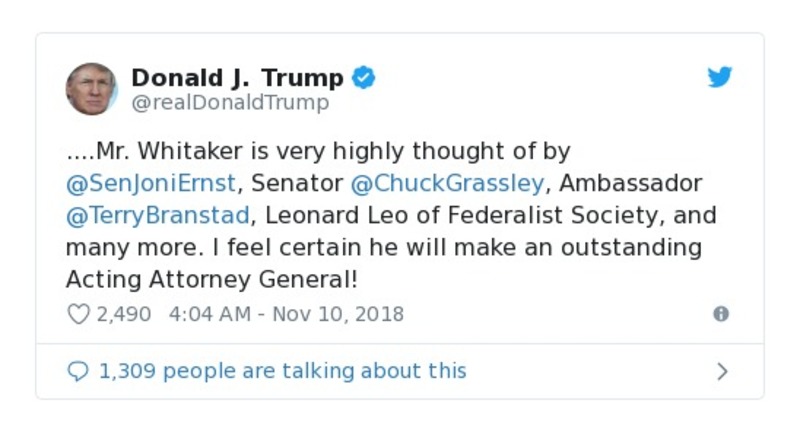 Donald J. Trump
@realDonaldTrump
....Mr. Whitaker is very highly thought of by
@SenJoniErnst, Senator @ChuckGrassley, Ambassador
@TerryBranstad, Leonard Leo of Federalist Society, and
many more. I feel certain he will make an outstanding
Acting Attorney General!
2,490 4:04 AM - Nov 10, 2018
1,309 people are talking about this